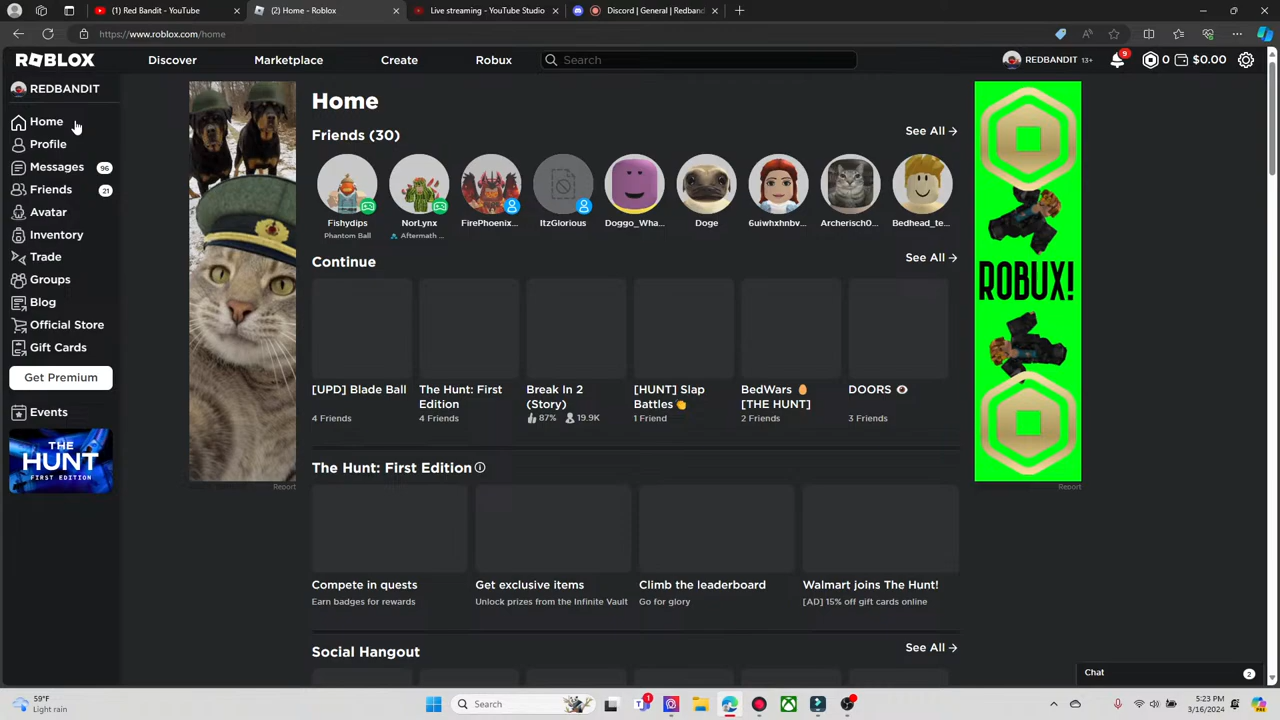 (1) Red Bandit - YouTube
(2) Home - Roblox
Live streaming - YouTube Studio
Discord | General | Redband
https://www.roblox.com/home
ROBLOX
Discover
Marketplace
Create
Robux
Search
REDBANDIT 13+
9
0
$0.00
REDBANDIT
Home
Profile
Messages 96
Friends 21
Avatar
Inventory
Trade
Groups
Blog
Official Store
Gift Cards
Get Premium
Events
THE
HUNT
FIRST EDITION
Report
Home
Friends (30)
See All
Fishydips
Phantom Ball
NorLynx
Aftermath ...
FirePhoenix...
ItzGlorious
Doggo_Wha...
Doge
6uiwhxhnbv...
Archerisch0...
Bedhead_te...
Continue
See All
[UPD] Blade Ball
4 Friends
The Hunt: First
Edition
4 Friends
Break In 2
(Story)
87% 19.9K
[HUNT] Slap
Battles👏
1 Friend
BedWars 🥚
[THE HUNT]
2 Friends
DOORS 👁️
3 Friends
The Hunt: First Edition
Compete in quests
Earn badges for rewards
Get exclusive items
Unlock prizes from the Infinite Vault
Climb the leaderboard
Go for glory
Walmart joins The Hunt!
[AD] 15% off gift cards online
Social Hangout
See All
ROBUX!
Report
Chat
2
59°F
Light rain
Search
1
5:23 PM
3/16/2024